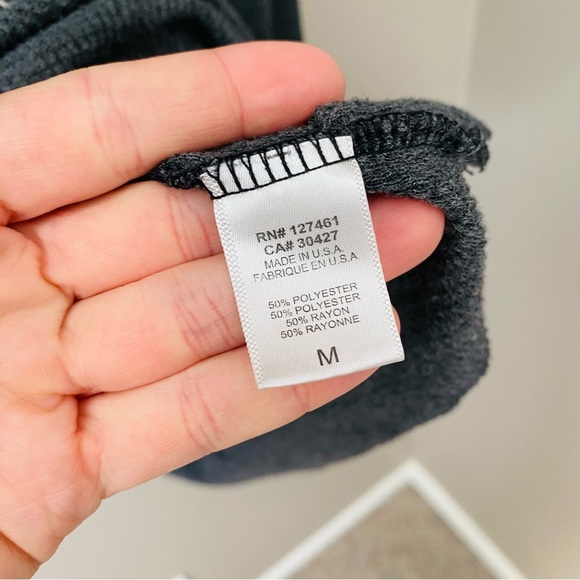 RN# 127461
CA# 30427
MADE IN U.S.A.
FABRIQUE EN U.S.A
50% POLYESTER
50% POLYESTER
50% RAYON
50% RAYONNE
M